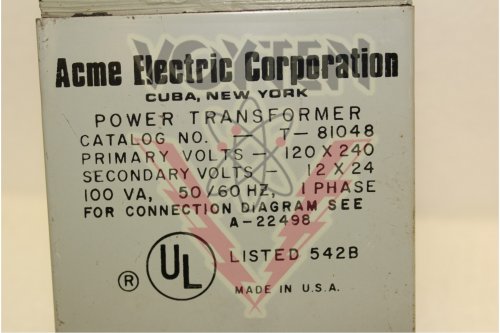 VOYTEN
Acme Electric Corporation
CUBA, NEW YORK
POWER TRANSFORMER
CATALOG NO. — T-81048
PRIMARY VOLTS — 120 X 240
SECONDARY VOLTS — 12 X 24
100 VA, 50/60 HZ, 1 PHASE
FOR CONNECTION DIAGRAM SEE
A-22498
UL LISTED 542B
®
MADE IN U.S.A.